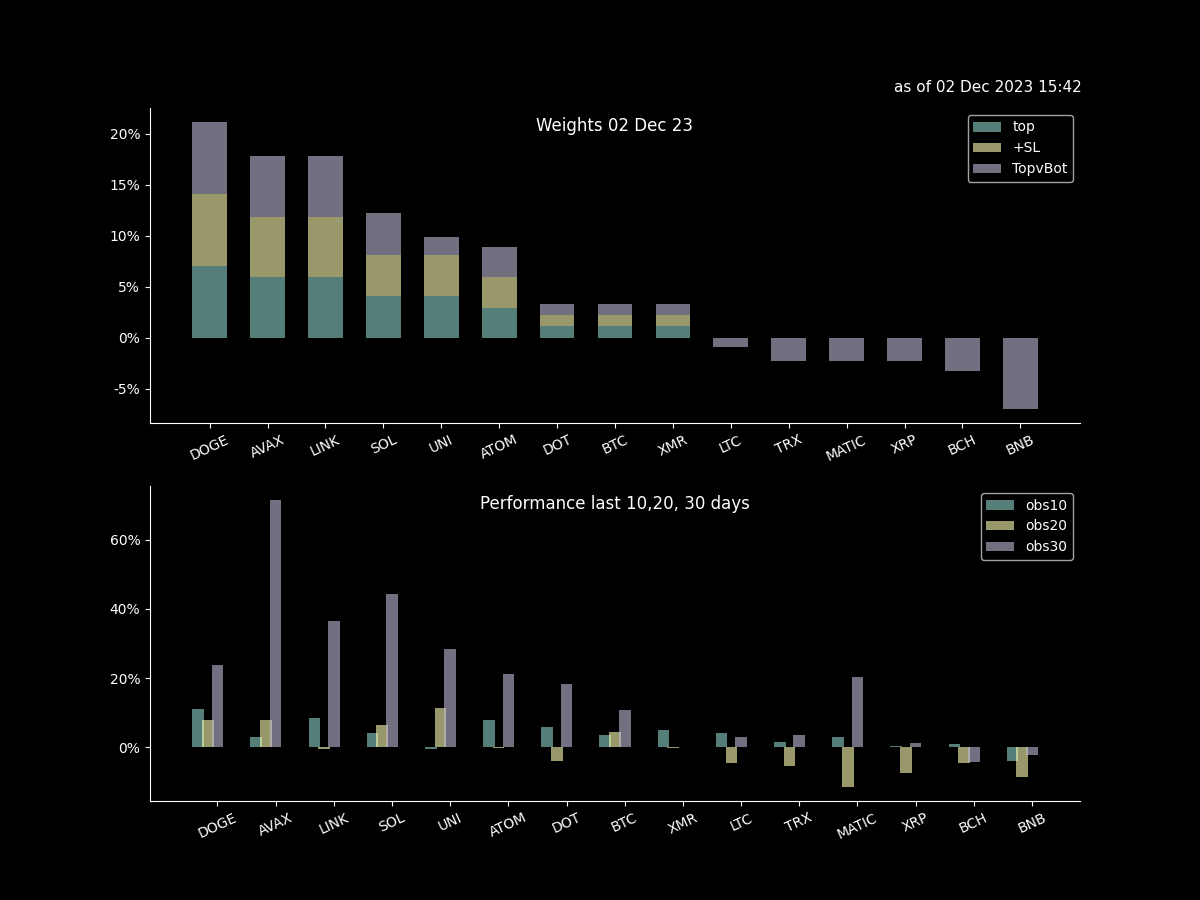 as of 02 Dec 2023 15:42
Weights 02 Dec 23
top
+SL
TopvBot
20%
15%
10%
5%
0%
-5%
DOGE AVAX LINK SOL UNI ATOM DOT BTC XMR LTC TRX MATIC XRP BCH BNB
Performance last 10,20, 30 days
obs10
obs20
obs30
60%
40%
20%
0%
DOGE AVAX LINK SOL UNI ATOM DOT BTC XMR LTC TRX MATIC XRP BCH BNB